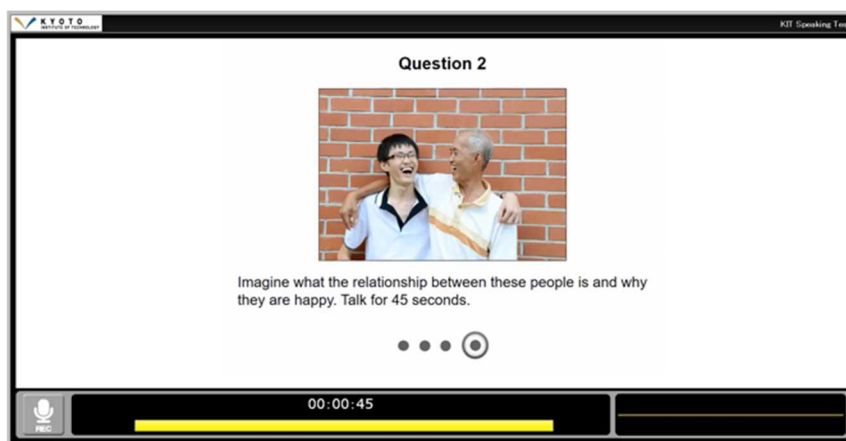 KYOTO
INSTITUTE OF TECHNOLOGY
KIT Speaking Tes
Question 2
Imagine what the relationship between these people is and why
they are happy. Talk for 45 seconds.
00:00:45
REC